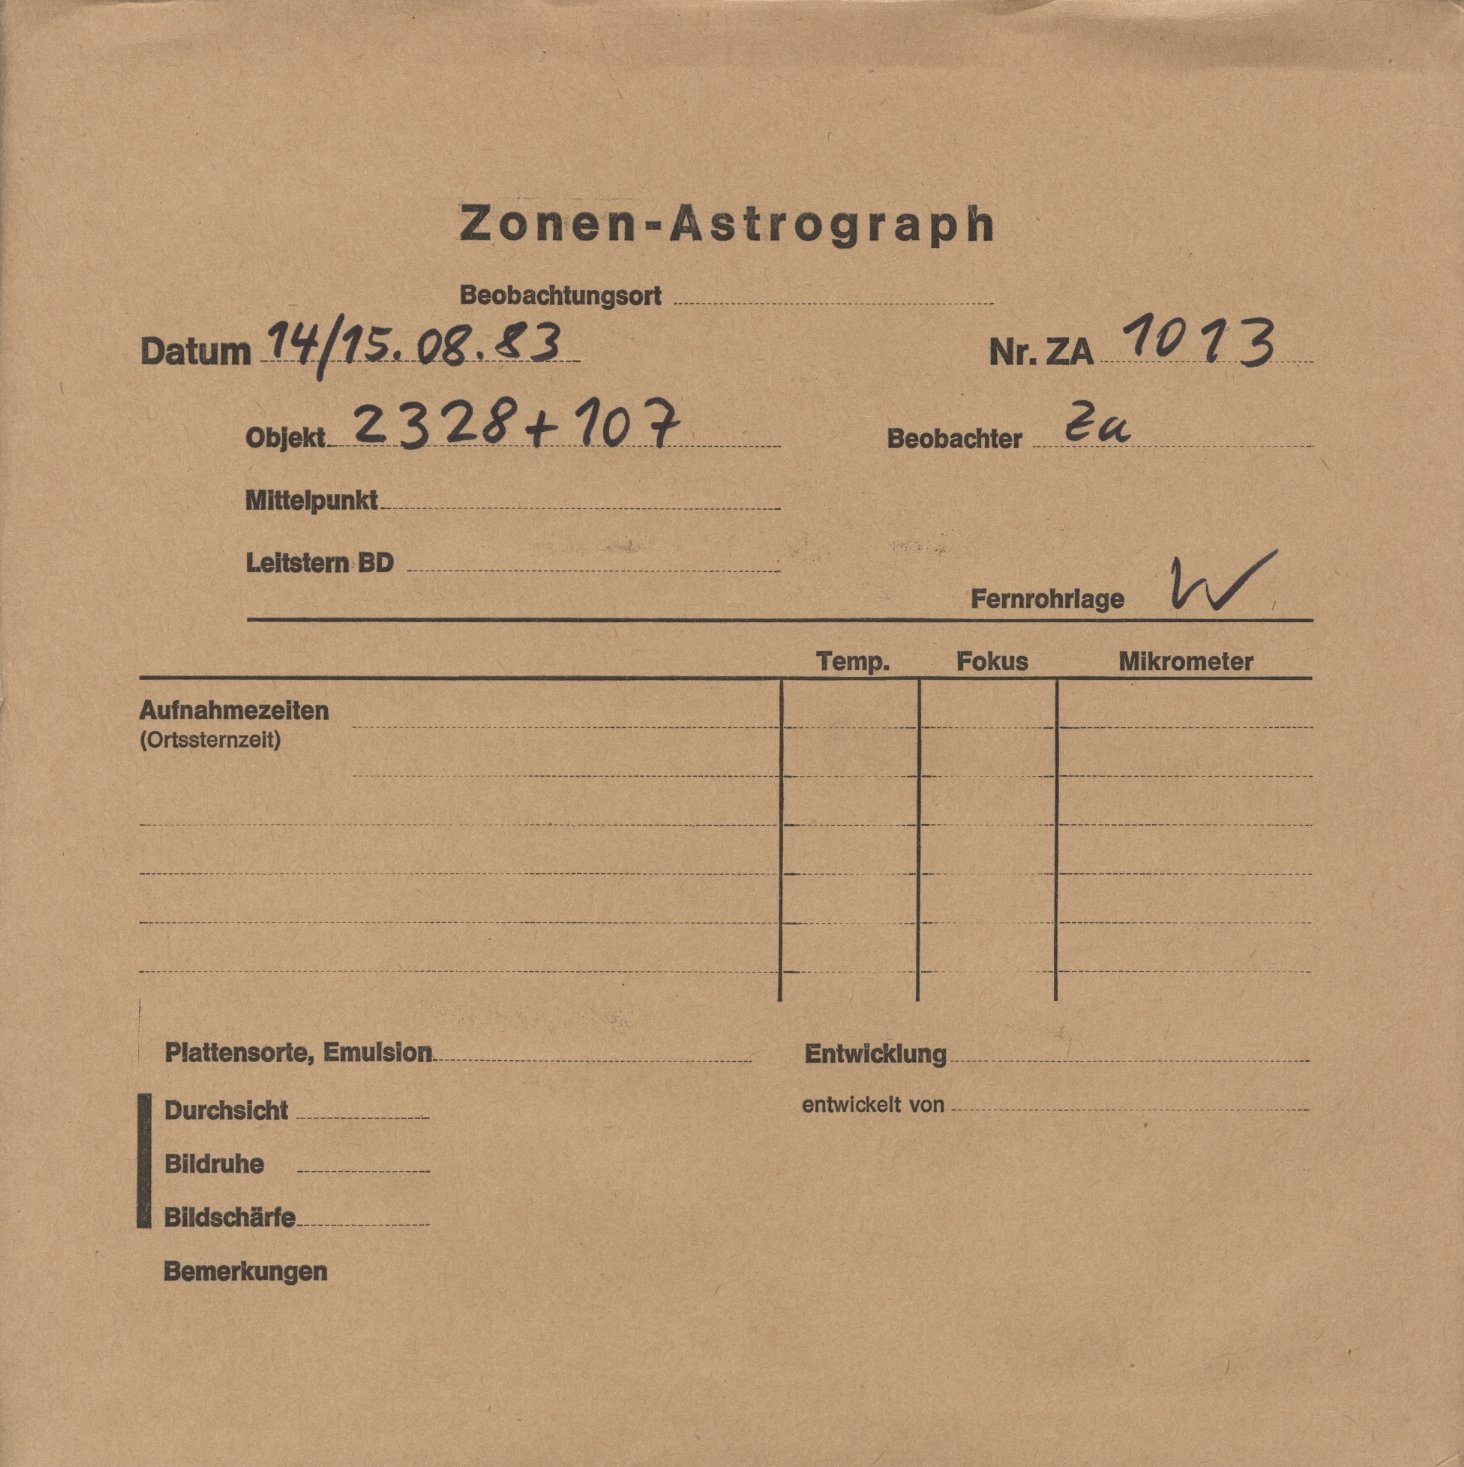 Zonen-Astrograph
Beobachtungsort
Datum 14/15.08.83 Nr. ZA 1013
Objekt 2328+107 Beobachter Za
Mittelpunkt
Leitstern BD
Fernrohrlage W
Temp. Fokus Mikrometer
Aufnahmezeiten
(Ortssternzeit)
Plattensorte, Emulsion Entwicklung
Durchsicht entwickelt von
Bildruhe
Bildschärfe
Bemerkungen